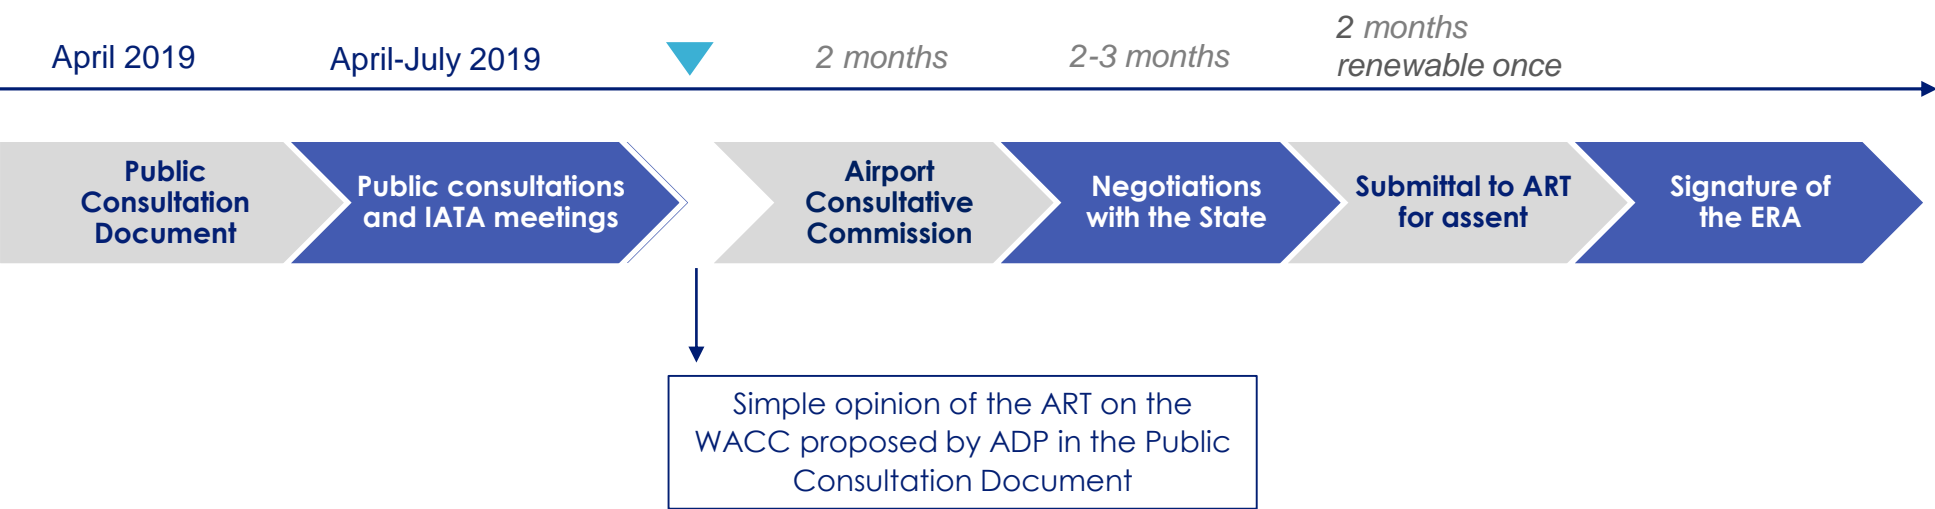 April 2019
April-July 2019
2 months
2-3 months
2 months
renewable once
Public
Consultation
Document
Public consultations
and IATA meetings
Airport
Consultative
Commission
Negotiations
with the State
Submittal to ART
for assent
Signature of
the ERA
Simple opinion of the ART on the
WACC proposed by ADP in the Public
Consultation Document